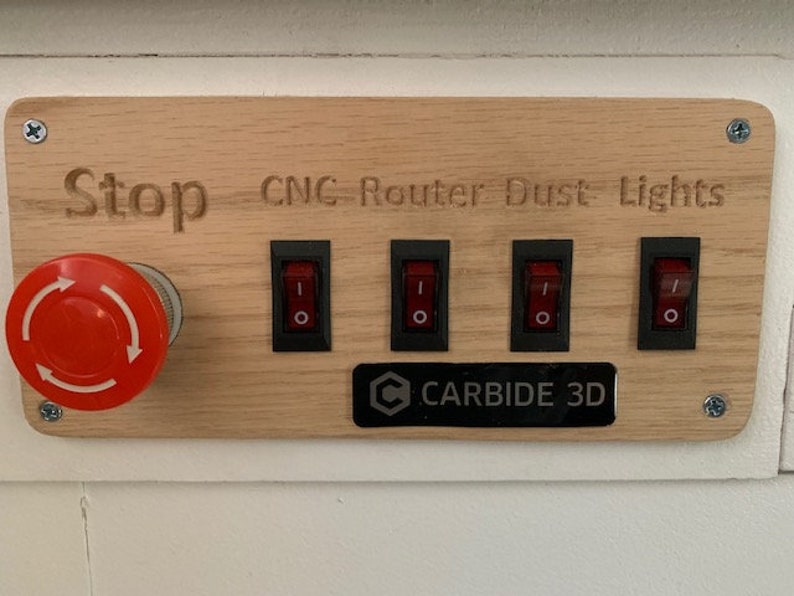 Stop CNC Router Dust Lights
I I I I
O O O O
CARBIDE 3D